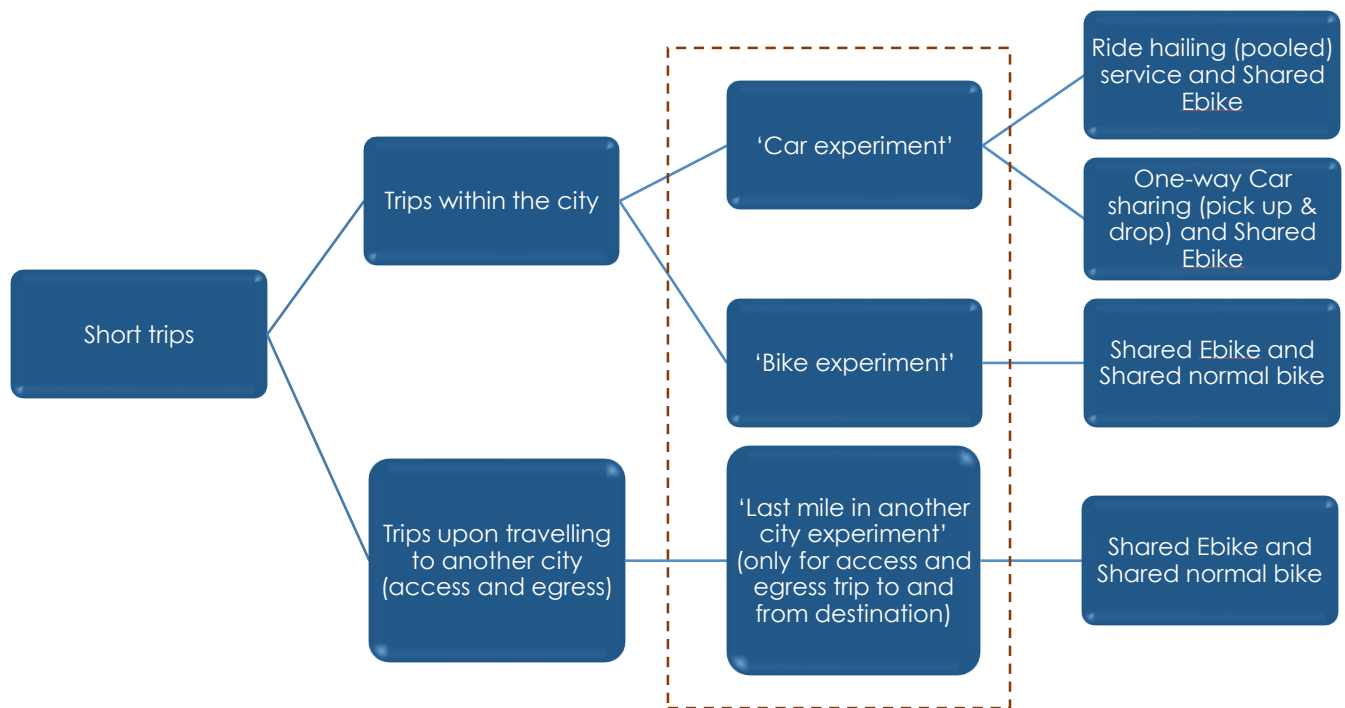 Short trips
Trips within the city
Trips upon travelling
to another city
(access and egress)
‘Car experiment’
‘Bike experiment’
‘Last mile in another
city experiment’
(only for access and
egress trip to and
from destination)
Ride hailing (pooled)
service and Shared
Ebike
One-way Car
sharing (pick up &
drop) and Shared
Ebike
Shared Ebike and
Shared normal bike
Shared Ebike and
Shared normal bike